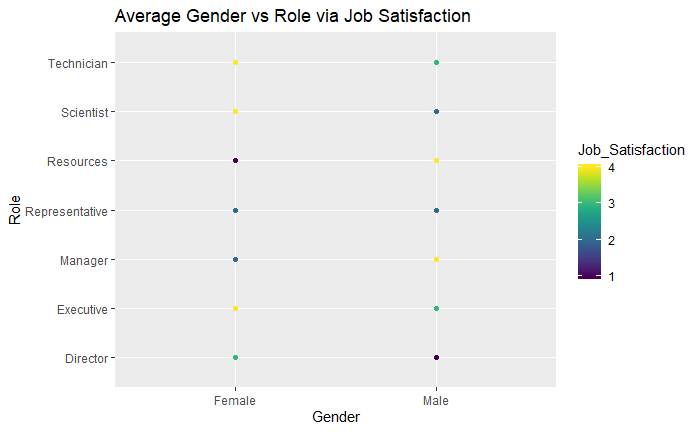 Average Gender vs Role via Job Satisfaction
Role
Technician
Scientist
Resources
Representative
Manager
Executive
Director
Female
Male
Gender
Job_Satisfaction
4
3
2
1